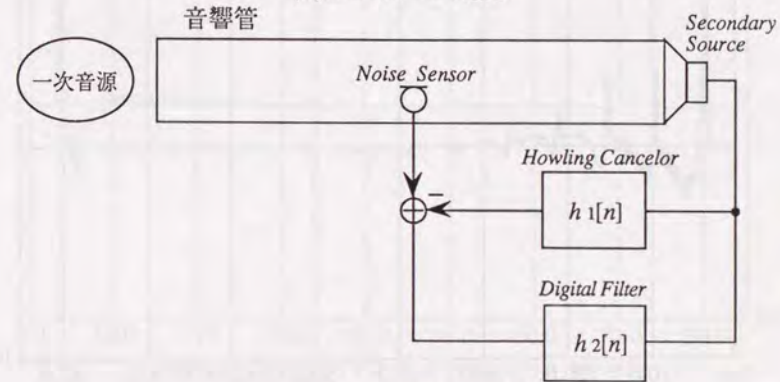 音響管
Secondary
Source
一次音源
Noise Sensor
Howling Cancelor
−
h 1[n]
Digital Filter
h 2[n]